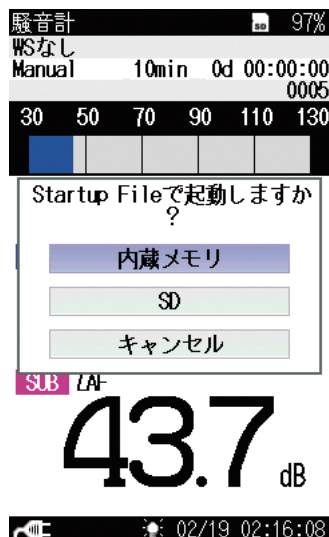 騒音計 SD 97%
WSなし
Manual 10min 0d 00:00:00
0005
30 50 70 90 110 130
Startup Fileで起動しますか
?
内蔵メモリ
SD
キャンセル
SUB LAF
43.7 dB
02/19 02:16:08